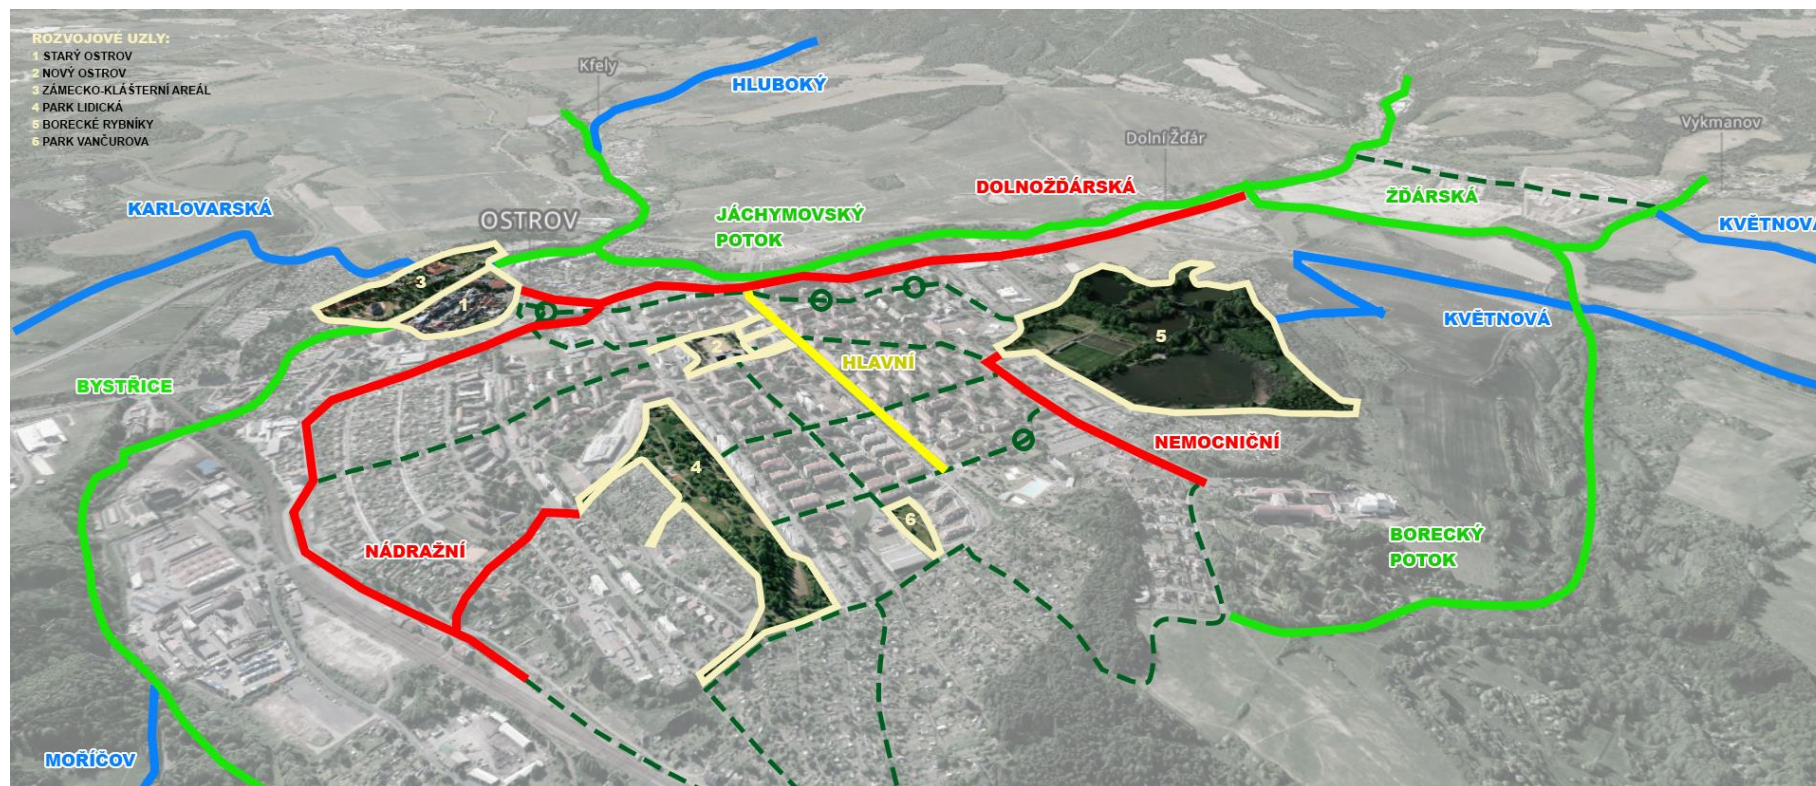 ROZVOJOVÉ UZLY:
1 STARÝ OSTROV
2 NOVÝ OSTROV
3 ZÁMECKO-KLÁŠTERNÍ AREÁL
4 PARK LIDICKÁ
5 BORECKÉ RYBNÍKY
6 PARK VANČUROVA
Kfely
HLUBOKÝ
Vykmanov
Dolní Žďár
DOLNOŽĎÁRSKÁ
ŽĎÁRSKÁ
KARLOVARSKÁ
OSTROV
JÁCHYMOVSKÝ
POTOK
KVĚTNOVÁ
3
1
KVĚTNOVÁ
5
2
HLAVNÍ
BYSTŘICE
NEMOCNIČNÍ
4
6
BORECKÝ
POTOK
NÁDRAŽNÍ
MOŘÍČOV